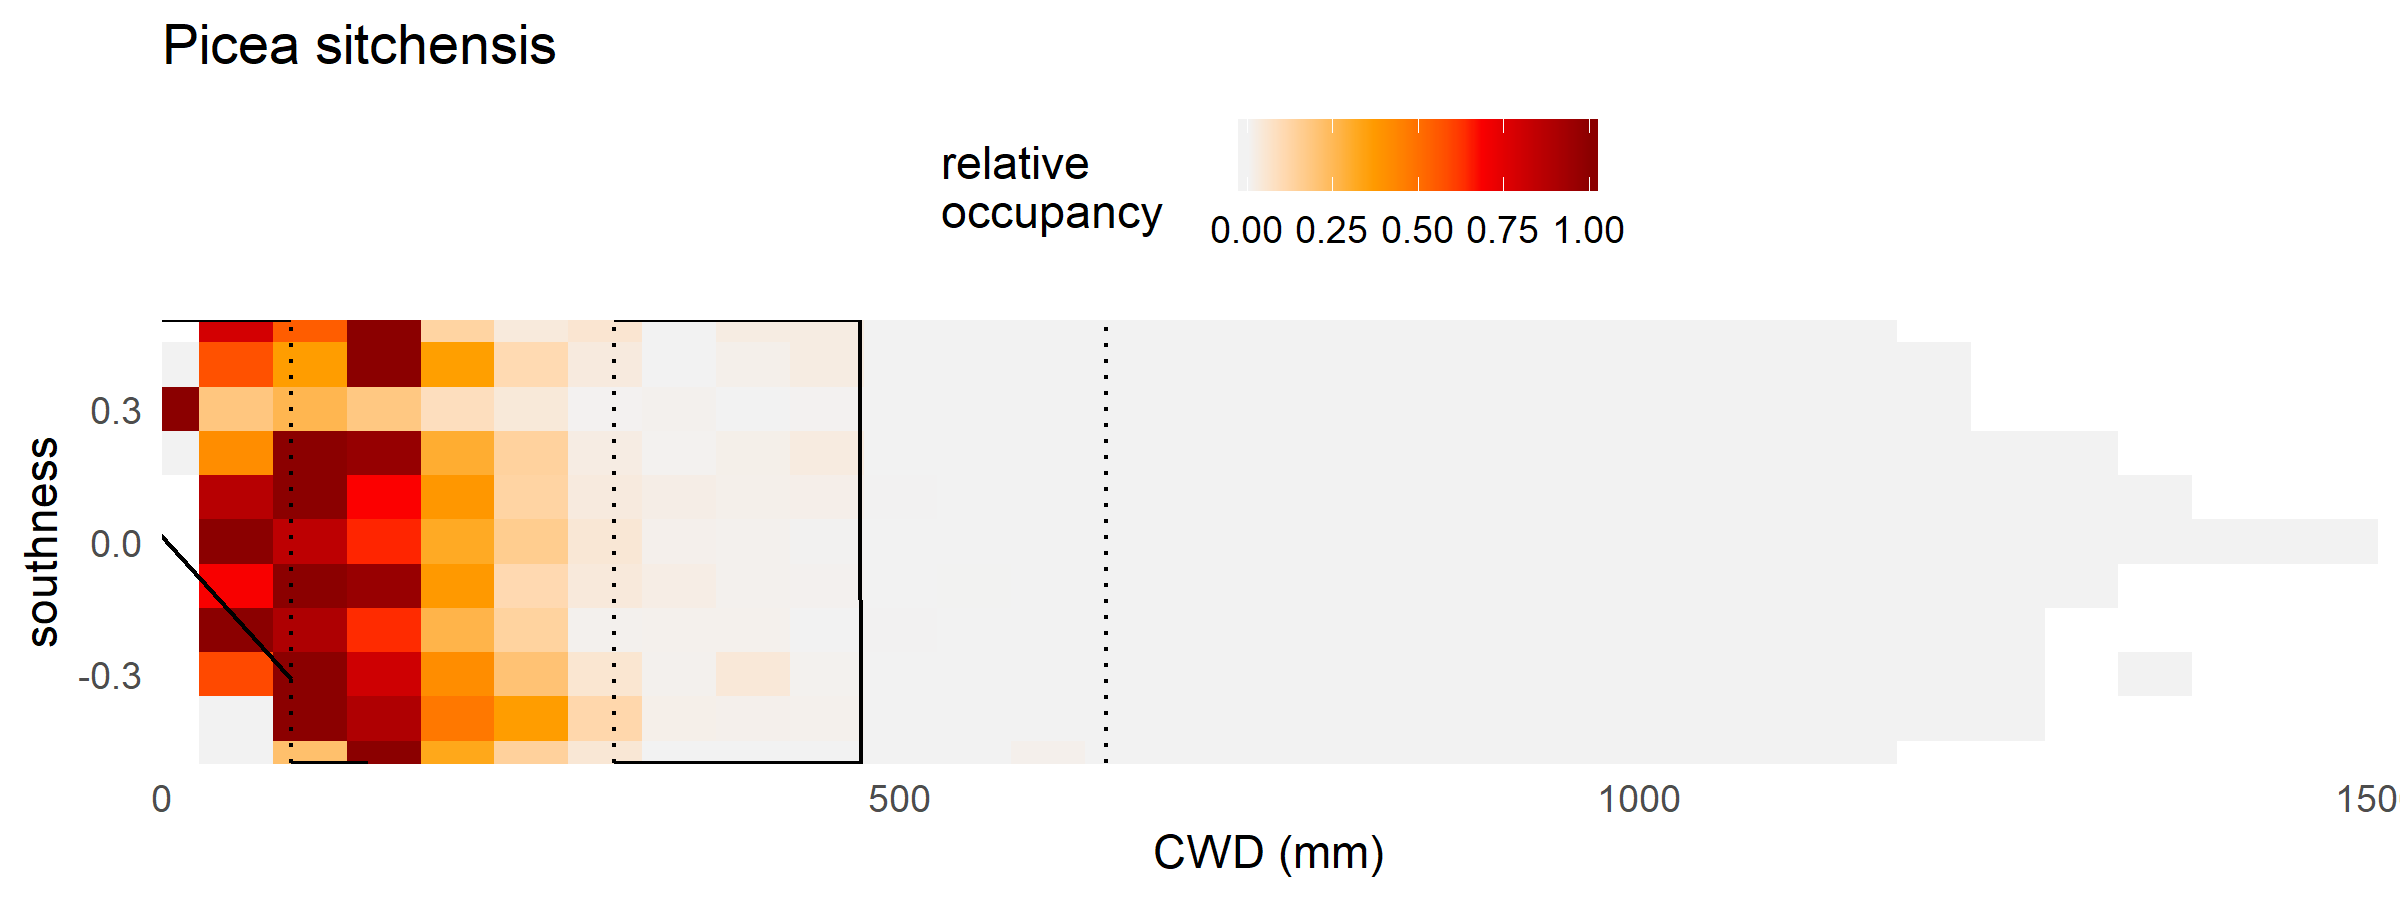 Picea sitchensis
relative
occupancy
0.00 0.25 0.50 0.75 1.00
southness
0.3
0.0
-0.3
0 500 1000 150
CWD (mm)